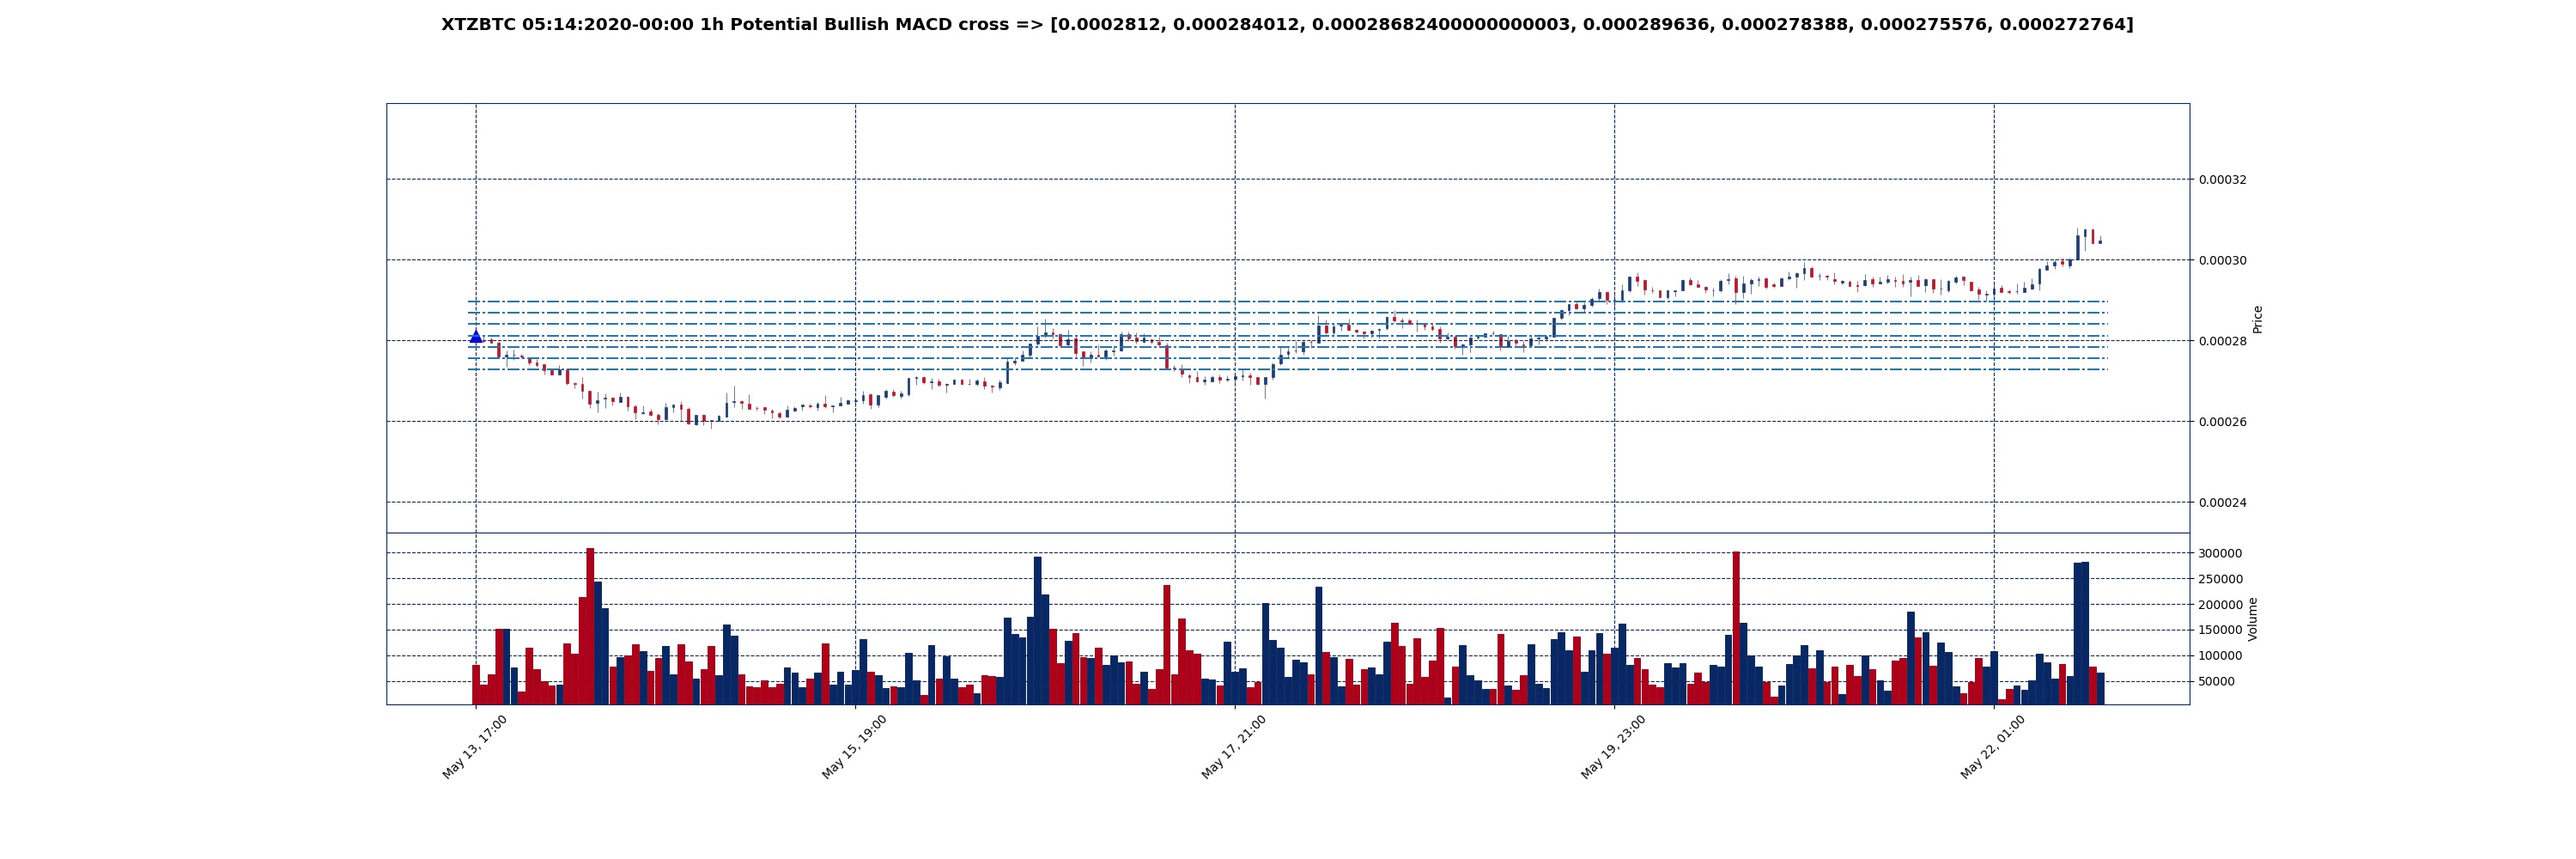 XTZBTC 05:14:2020-00:00 1h Potential Bullish MACD cross => [0.0002812, 0.000284012, 0.00028682400000000003, 0.000289636, 0.000278388, 0.000275576, 0.000272764]
0.00032
0.00030
0.00028
0.00026
0.00024
Price
300000
250000
200000
150000
100000
50000
Volume
May 13, 17:00
May 15, 19:00
May 17, 21:00
May 19, 23:00
May 22, 01:00